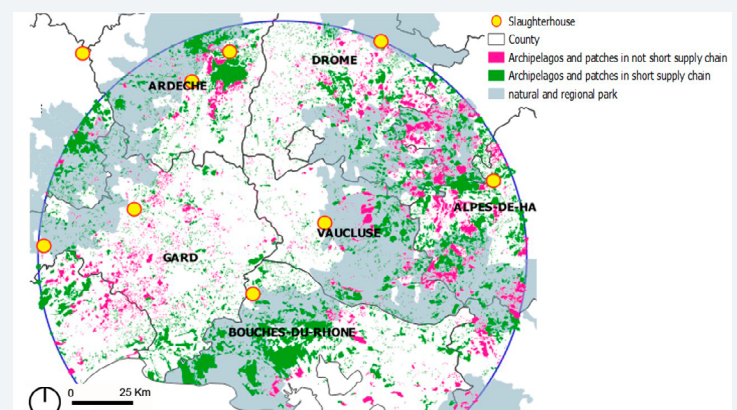 Slaughterhouse
County
Archipelagos and patches in not short supply chain
Archipelagos and patches in short supply chain
natural and regional park
DROME
ARDECHE
ALPES-DE-HA
VAUCLUSE
GARD
BOUCHES-DU-RHONE
0 25 Km